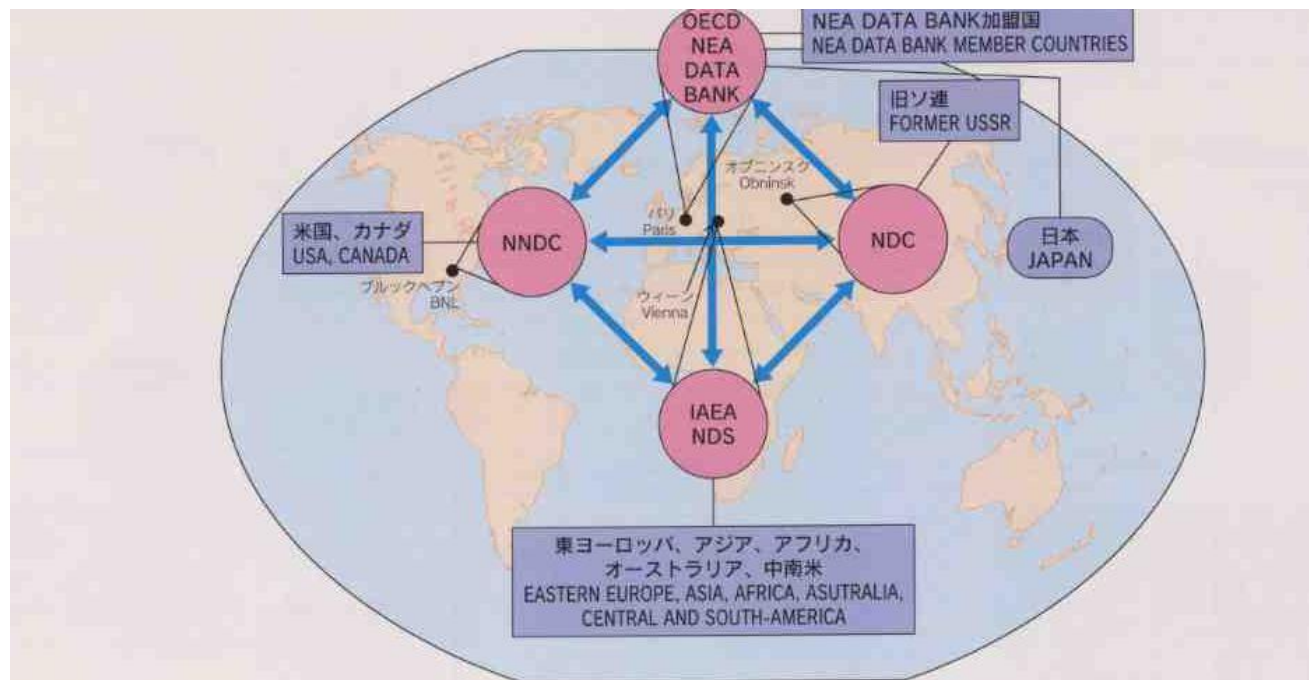 OECD
NEA
DATA
BANK
NEA DATA BANK加盟国
NEA DATA BANK MEMBER COUNTRIES
旧ソ連
FORMER USSR
オブニンスク
Obninsk
パリ
Paris
米国、カナダ
USA, CANADA
NNDC
NDC
日本
JAPAN
ブルックヘブン
BNL
ウィーン
Vienna
IAEA
NDS
東ヨーロッパ、アジア、アフリカ、
オーストラリア、中南米
EASTERN EUROPE, ASIA, AFRICA, ASUTRALIA,
CENTRAL AND SOUTH-AMERICA